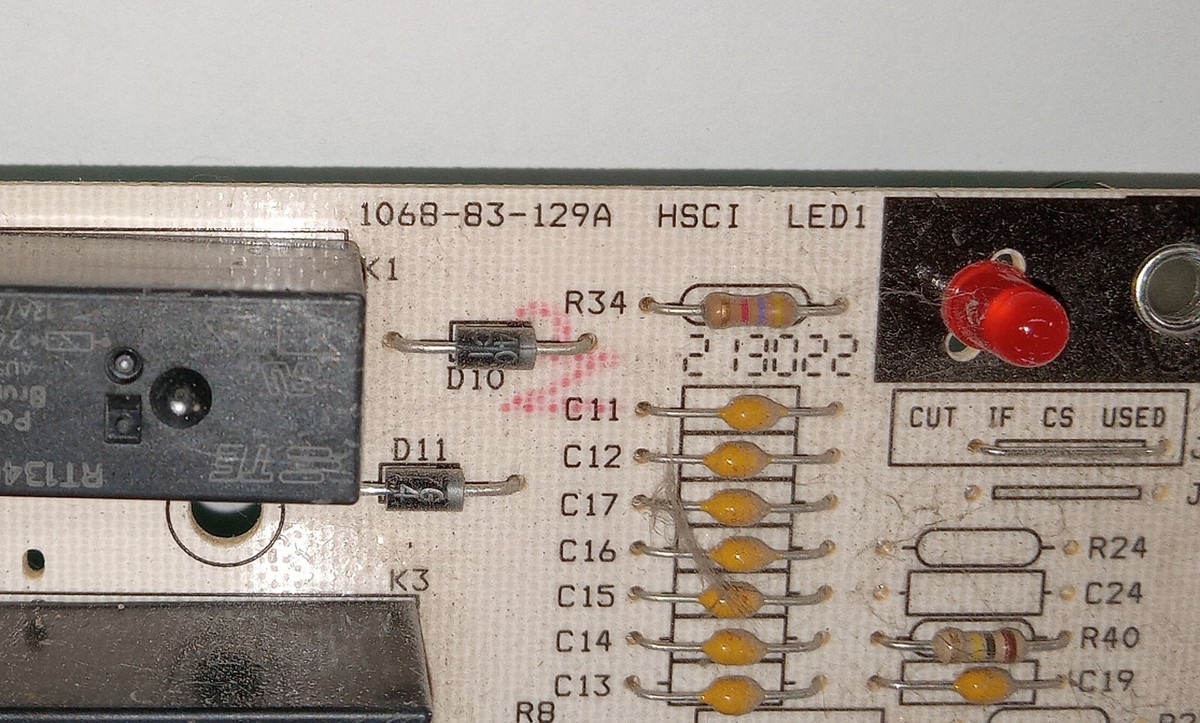 1068-83-129A HSCI LED1
K1
R34
213022
D10
C11
CUT IF CS USED
D11
C12
C17
C16
R24
K3
C15
C24
C14
R40
C13
C19
R8
RT134